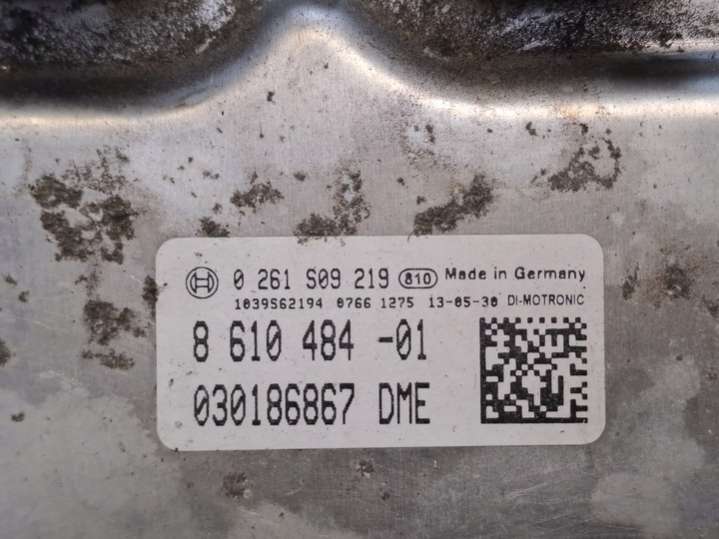 0 261 S09 219 810 Made in Germany
1039S62194 0766 1275 13-05-30 DI-MOTRONIC
8 610 484 -01
030186867 DME